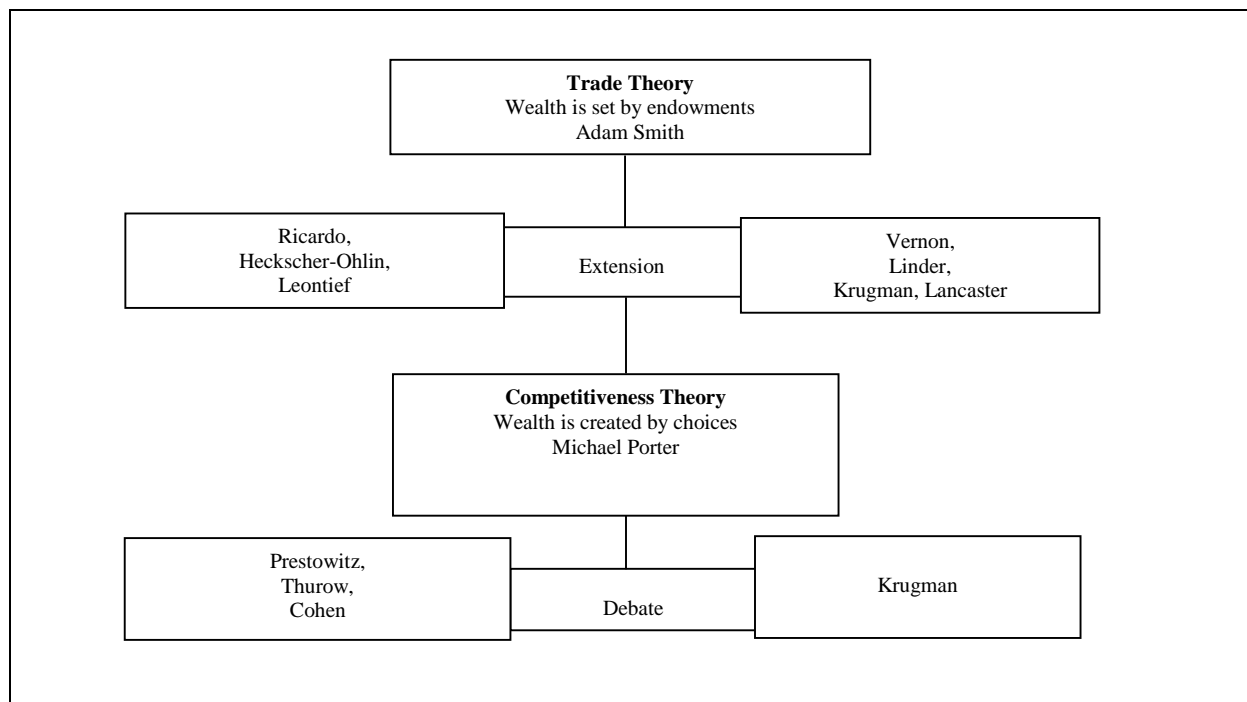 Trade Theory
Wealth is set by endowments
Adam Smith
Ricardo,
Heckscher-Ohlin,
Leontief
Extension
Vernon,
Linder,
Krugman, Lancaster
Competitiveness Theory
Wealth is created by choices
Michael Porter
Prestowitz,
Thurow,
Cohen
Debate
Krugman